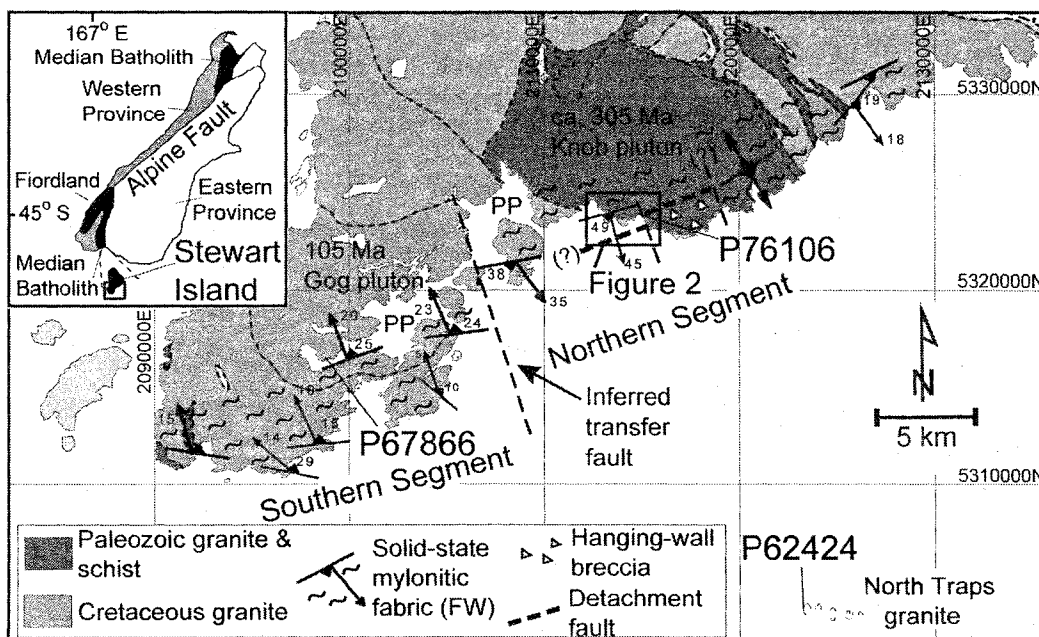 167° E
Median Batholith
Western
Province
Alpine Fault
Fiordland
45° S
Eastern
Province
Median
Batholith
Stewart
Island
2090000E
2100000E
2110000E
2120000E
2130000E
5330000N
5320000N
5310000N
ca. 305 Ma
Knob pluton
19
18
PP
49
45
(?)
P76106
Figure 2
105 Ma
Gog pluton
38
35
PP
23
24
20
25
10
15
14
18
29
P67866
Northern Segment
Southern Segment
Inferred
transfer
fault
N
5 km
Paleozoic granite &
schist
Cretaceous granite
Solid-state
mylonitic
fabric (FW)
Hanging-wall
breccia
Detachment
fault
P62424
North Traps
granite